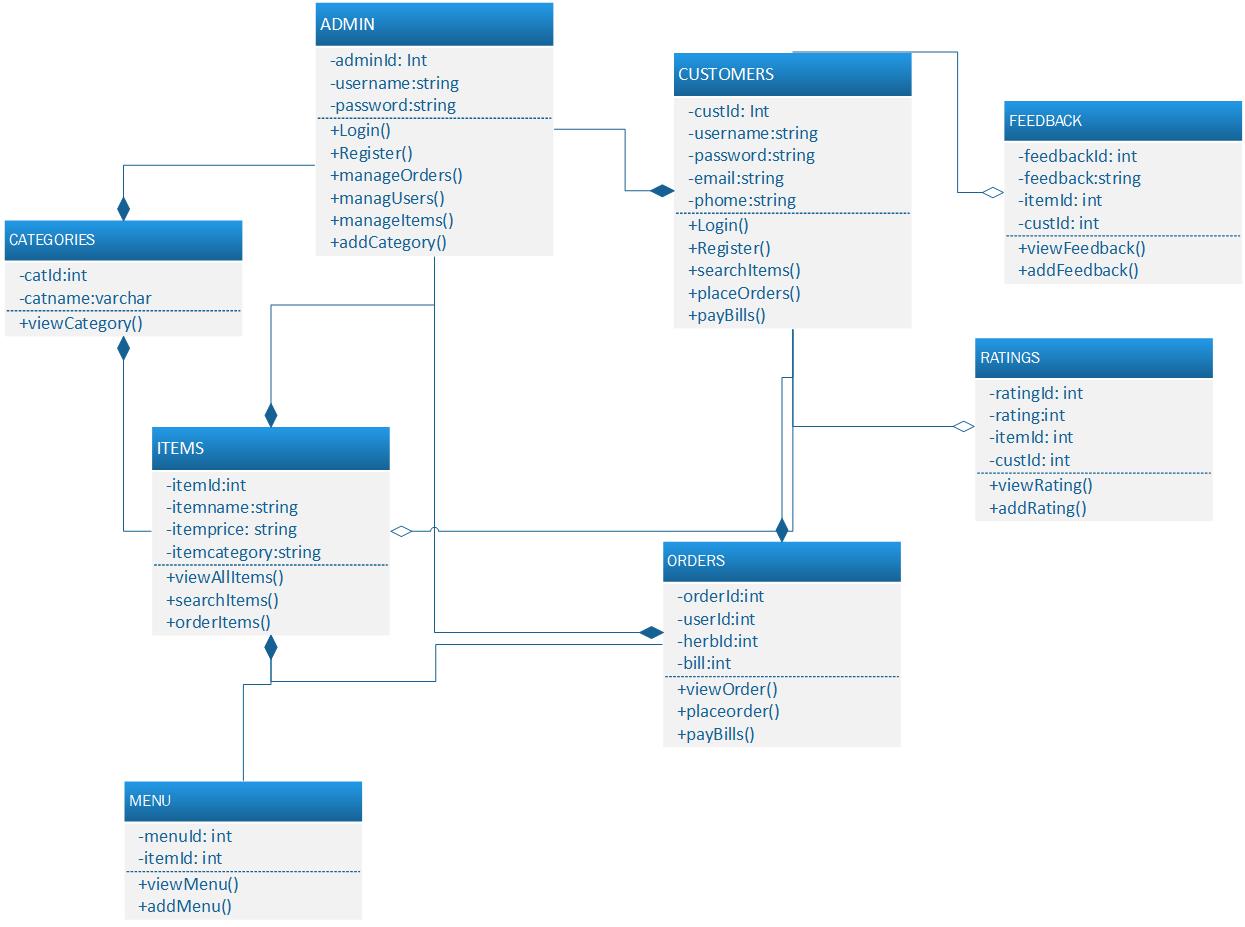 ADMIN
-adminId: Int
-username:string
-password:string
+Login()
+Register()
+manageOrders()
+managUsers()
+manageItems()
+addCategory()
CUSTOMERS
-custId: Int
-username:string
-password:string
-email:string
-phome:string
+Login()
+Register()
+searchItems()
+placeOrders()
+payBills()
FEEDBACK
-feedbackId: int
-feedback:string
-itemId: int
-custId: int
+viewFeedback()
+addFeedback()
CATEGORIES
-catId:int
-catname:varchar
+viewCategory()
RATINGS
-ratingId: int
-rating:int
-itemId: int
-custId: int
+viewRating()
+addRating()
ITEMS
-itemId:int
-itemname:string
-itemprice: string
-itemcategory:string
+viewAllItems()
+searchItems()
+orderItems()
ORDERS
-orderId:int
-userId:int
-herbId:int
-bill:int
+viewOrder()
+placeorder()
+payBills()
MENU
-menuId: int
-itemId: int
+viewMenu()
+addMenu()